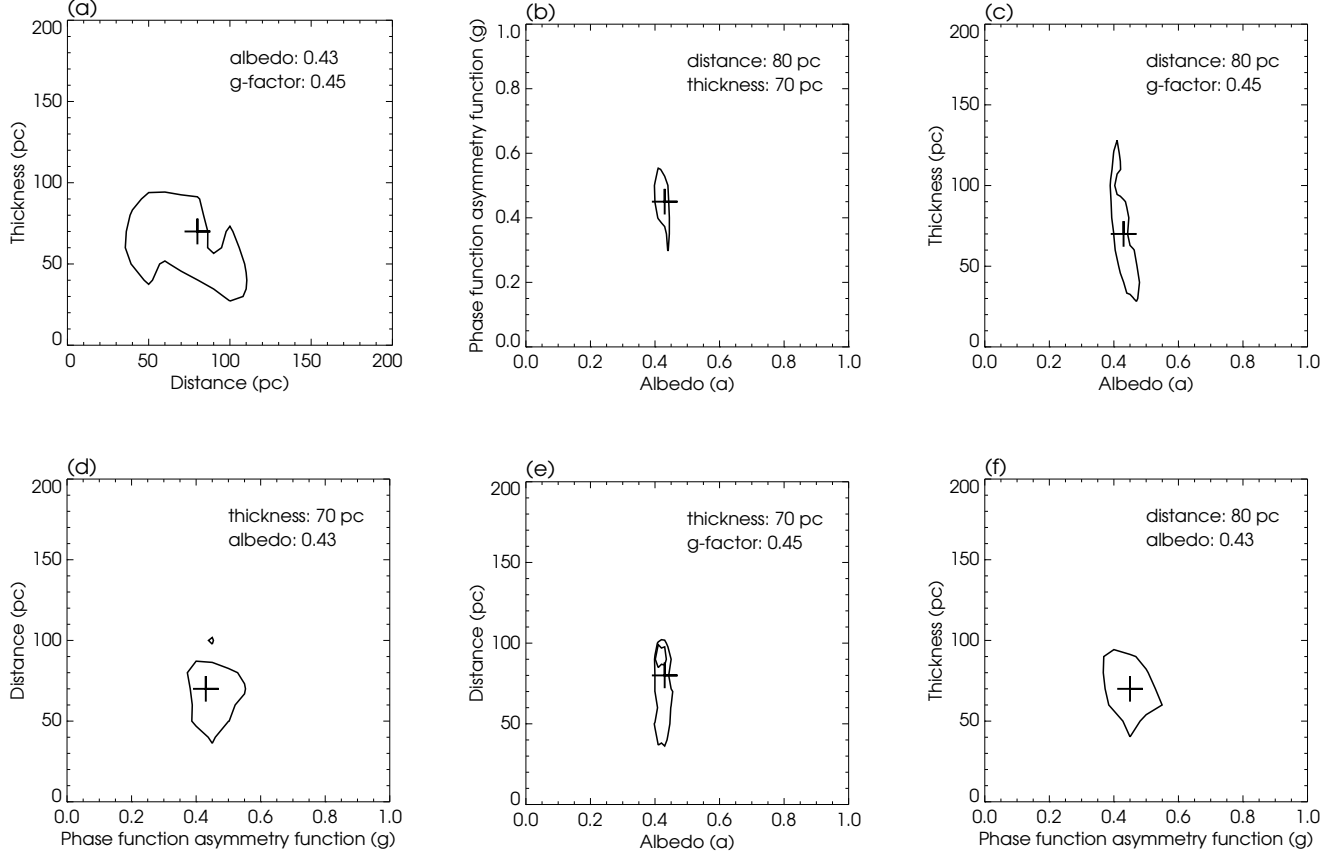 (a)
200
150
100
50
0
Thickness (pc)
albedo: 0.43
g-factor: 0.45
0
50
100
150
200
Distance (pc)
(b)
1.0
0.8
0.6
0.4
0.2
0.0
Phase function asymmetry function (g)
distance: 80 pc
thickness: 70 pc
0.0
0.2
0.4
0.6
0.8
1.0
Albedo (a)
(c)
200
150
100
50
0
Thickness (pc)
distance: 80 pc
g-factor: 0.45
0.0
0.2
0.4
0.6
0.8
1.0
Albedo (a)
(d)
200
150
100
50
0
Distance (pc)
thickness: 70 pc
albedo: 0.43
0.0
0.2
0.4
0.6
0.8
1.0
Phase function asymmetry function (g)
(e)
200
150
100
50
0
Distance (pc)
thickness: 70 pc
g-factor: 0.45
0.0
0.2
0.4
0.6
0.8
1.0
Albedo (a)
(f)
200
150
100
50
0
Thickness (pc)
distance: 80 pc
albedo: 0.43
0.0
0.2
0.4
0.6
0.8
1.0
Phase function asymmetry function (g)